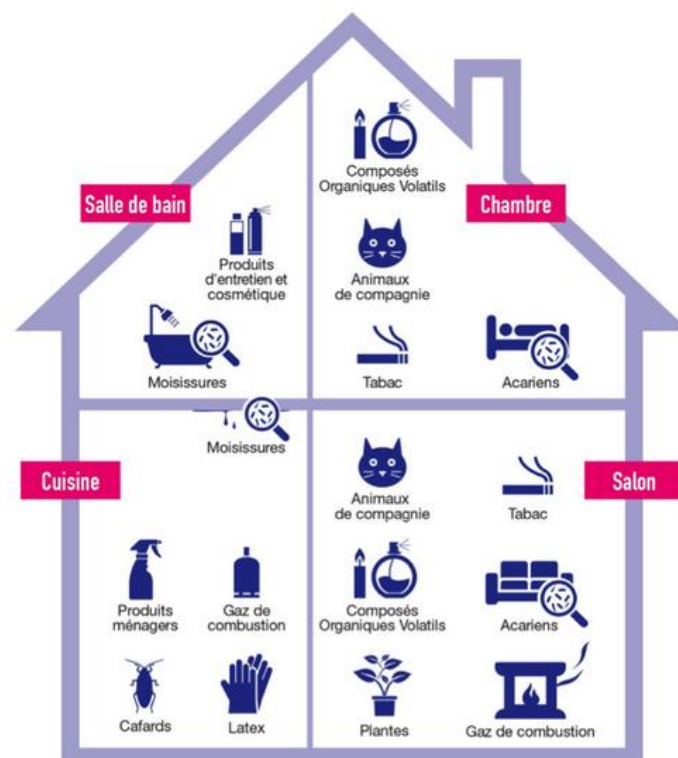 Composés
Organiques Volatils
Salle de bain
Chambre
Produits
d'entretien et
cosmétique
Animaux
de compagnie
Moisissures
Tabac
Acariens
Moisissures
Cuisine
Salon
Animaux
de compagnie
Tabac
Produits
ménagers
Gaz de
combustion
Composés
Organiques Volatils
Acariens
Cafards
Latex
Plantes
Gaz de combustion